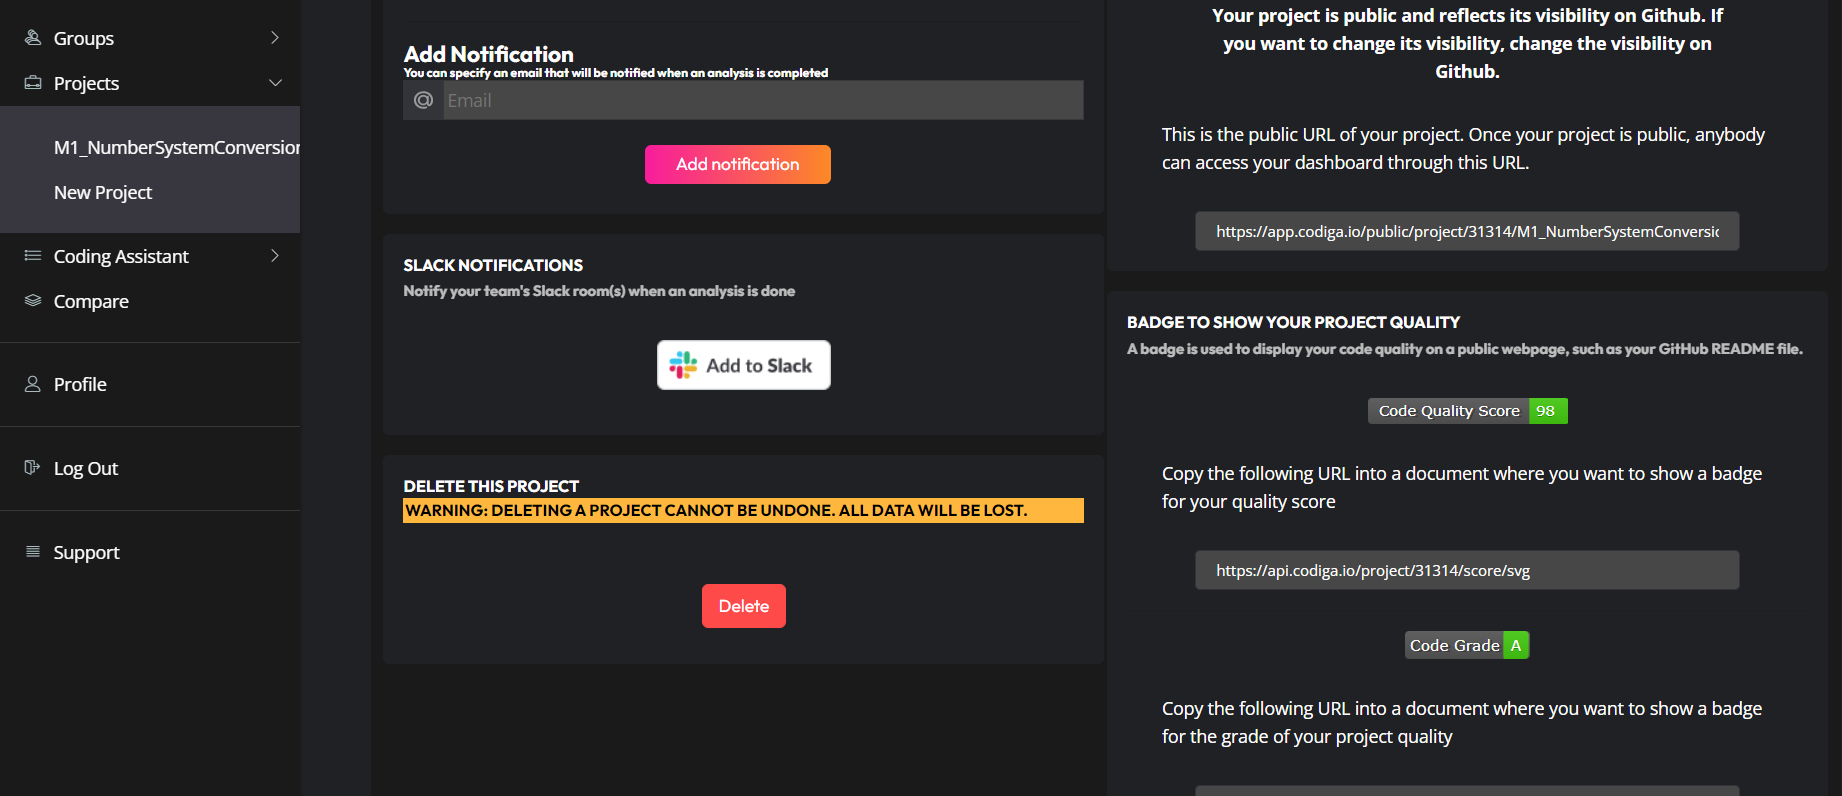 Groups
Projects
M1_NumberSystemConversion
New Project
Coding Assistant
Compare
Profile
Log Out
Support
Add Notification
You can specify an email that will be notified when an analysis is completed
@ Email
Add notification
SLACK NOTIFICATIONS
Notify your team's Slack room(s) when an analysis is done
Add to Slack
DELETE THIS PROJECT
WARNING: DELETING A PROJECT CANNOT BE UNDONE. ALL DATA WILL BE LOST.
Delete
Your project is public and reflects its visibility on Github. If
you want to change its visibility, change the visibility on
Github.
This is the public URL of your project. Once your project is public, anybody
can access your dashboard through this URL.
https://app.codiga.io/public/project/31314/M1_NumberSystemConversic
BADGE TO SHOW YOUR PROJECT QUALITY
A badge is used to display your code quality on a public webpage, such as your GitHub README file.
Code Quality Score 98
Copy the following URL into a document where you want to show a badge
for your quality score
https://api.codiga.io/project/31314/score/svg
Code Grade A
Copy the following URL into a document where you want to show a badge
for the grade of your project quality